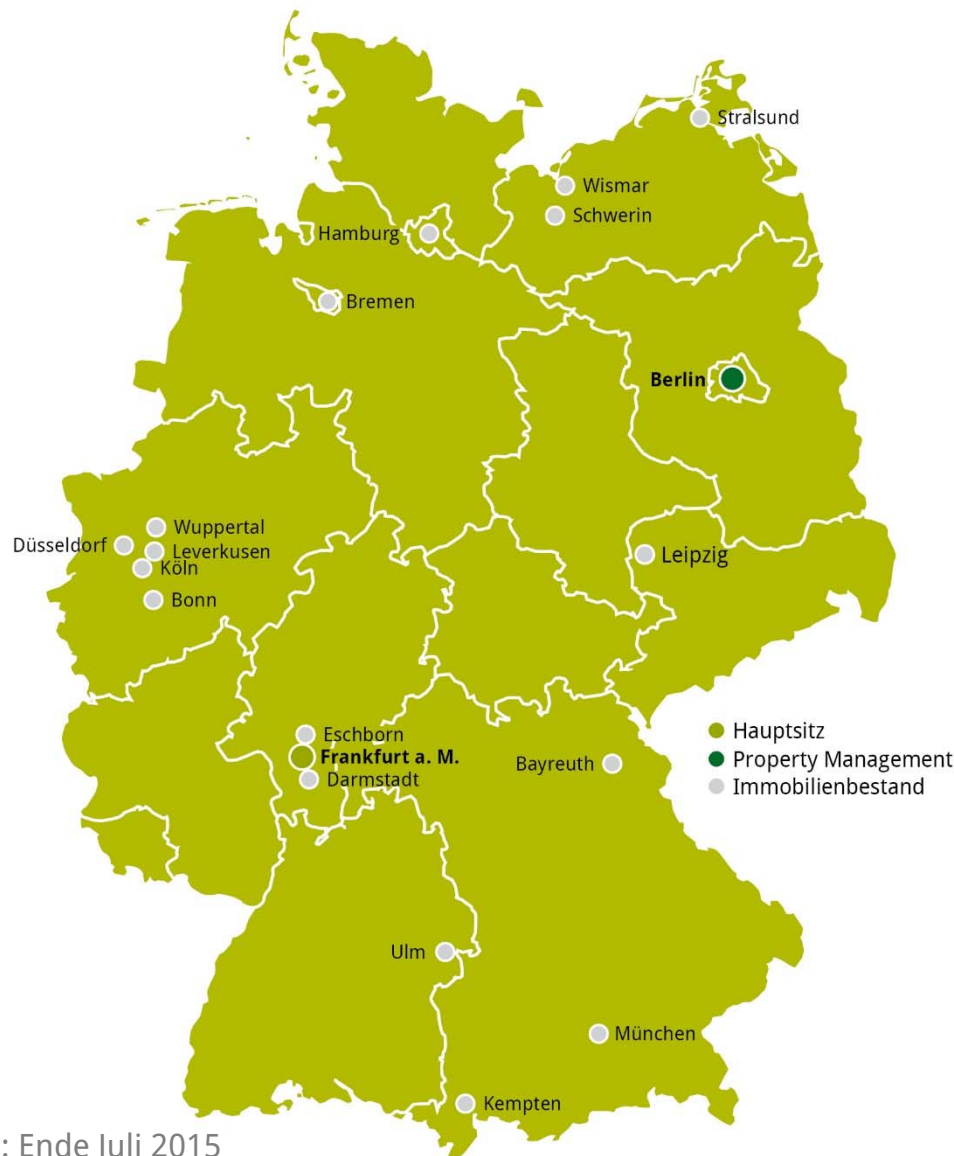 Stralsund
Wismar
Schwerin
Hamburg
Bremen
Berlin
Wuppertal
Düsseldorf
Leverkusen
Köln
Leipzig
Bonn
Eschborn
Frankfurt a. M.
Darmstadt
Bayreuth
Hauptsitz
Property Management
Immobilienbestand
Ulm
München
Kempten
: Ende Juli 2015